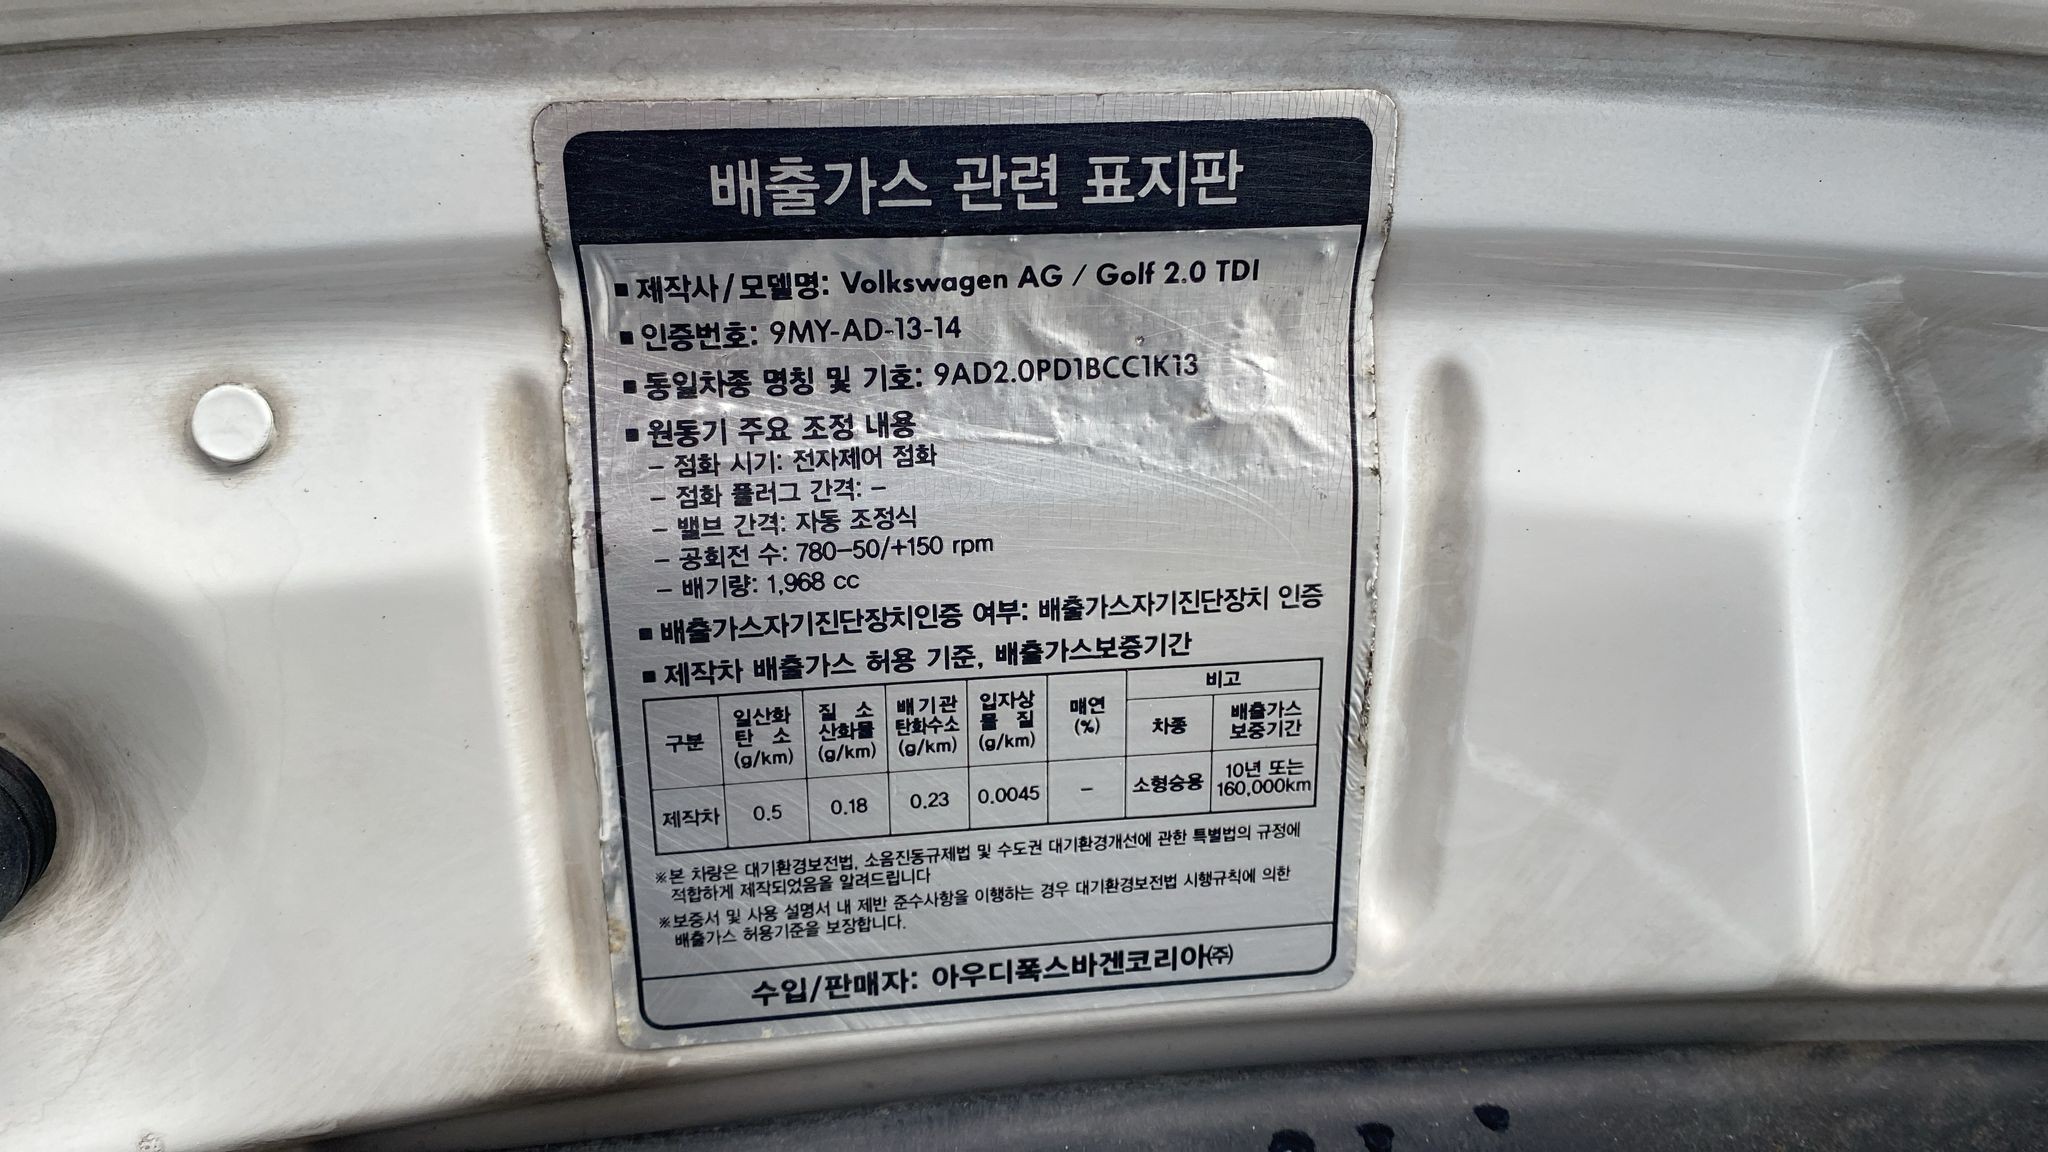 배출가스 관련 표지판
■ 제작사/모델명: Volkswagen AG / Golf 2.0 TDI
■ 인증번호: 9MY-AD-13-14
■ 동일차종 명칭 및 기호: 9AD2.0PD1BCC1K13
■ 원동기 주요 조정 내용
– 점화 시기: 전자제어 점화
– 점화 플러그 간격: –
– 밸브 간격: 자동 조정식
– 공회전 수: 780-50/+150 rpm
– 배기량: 1,968 cc
■ 배출가스자기진단장치인증 여부: 배출가스자기진단장치 인증
■ 제작차 배출가스 허용 기준, 배출가스보증기간
구분 일산화탄소 (g/km) 질소산화물 (g/km) 배기관탄화수소 (g/km) 입자상물질 (g/km) 매연 (%) 비고
차종 배출가스보증기간
제작차 0.5 0.18 0.23 0.0045 – 소형승용 10년 또는 160,000km
※본 차량은 대기환경보전법, 소음진동규제법 및 수도권 대기환경개선에 관한 특별법의 규정에
적합하게 제작되었음을 알려드립니다
※보증서 및 사용 설명서 내 제반 준수사항을 이행하는 경우 대기환경보전법 시행규칙에 의한
배출가스 허용기준을 보장합니다.
수입/판매자: 아우디폭스바겐코리아㈜